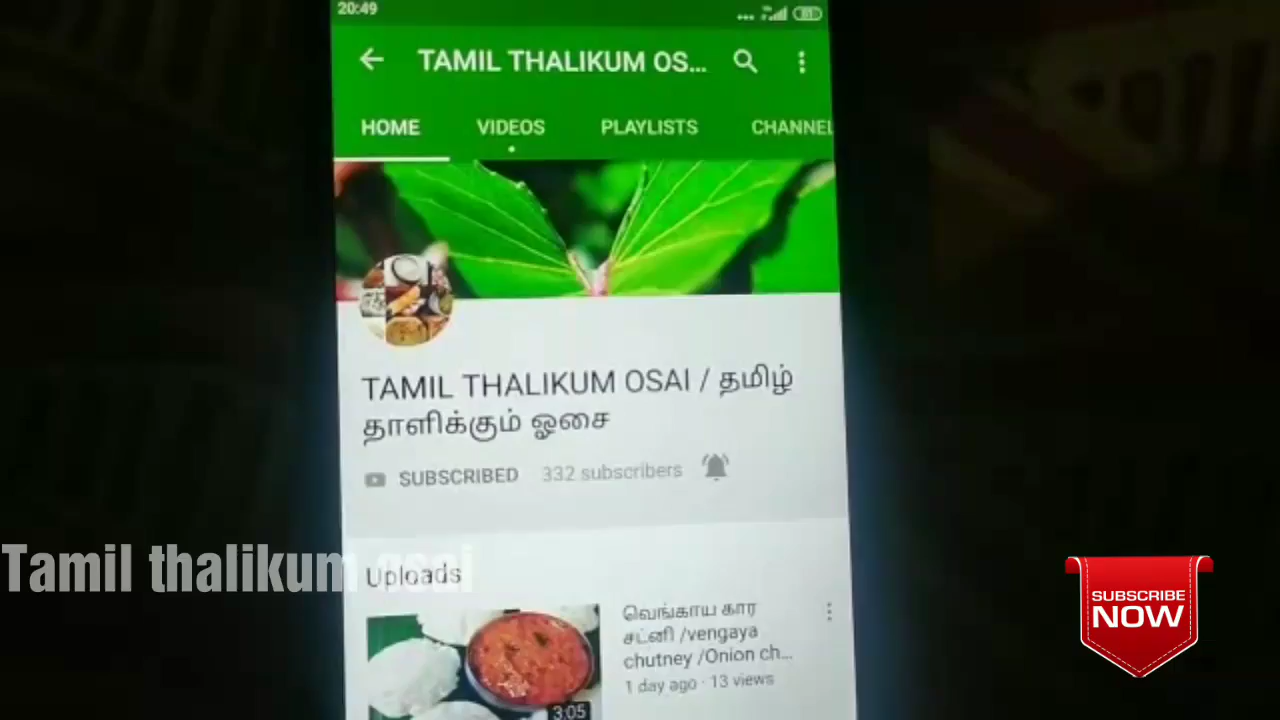 20:49
TAMIL THALIKUM OS...
HOME VIDEOS PLAYLISTS CHANNEL
TAMIL THALIKUM OSAI / தமிழ்
தாளிக்கும் ஓசை
SUBSCRIBED 332 subscribers
Tamil thalikum osai
Uploads
வெங்காய கார
சட்னி /vengaya
chutney /Onion ch...
1 day ago · 13 views
3:05
SUBSCRIBE
NOW